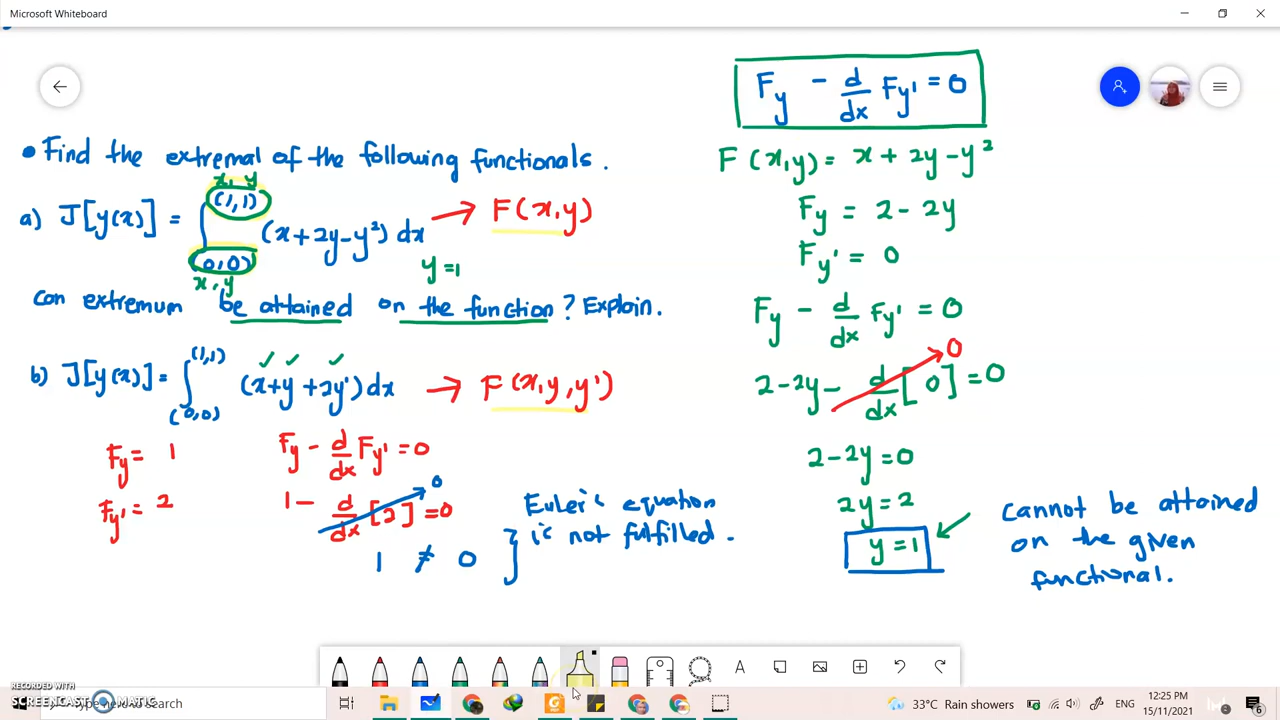 Microsoft Whiteboard
• Find the extremal of the following functionals.
x, y
a) J[y(x)] = ∫ (1,1) (0,0) (x+2y-y²) dx → F(x,y)
x, y
y=1
can extremum be attained on the function? Explain.
b) J[y(x)] = ∫ (1,1) (0,0) (x+y+2y') dx → F(x,y,y')
✓ ✓ ✓
Fy = 1
Fy' = 2
Fy - d/dx Fy' = 0
1 - d/dx [2] = 0
0
1 ≠ 0
Euler's equation
is not fulfilled.
Fy - d/dx Fy' = 0
F(x,y) = x + 2y - y²
Fy = 2 - 2y
Fy' = 0
Fy - d/dx Fy' = 0
2-2y - d/dx [0] = 0
0
2-2y=0
2y=2
y=1
cannot be attained
on the given
functional.
RECORDED WITH
SCREENCAST MATIC
Type here to search
A
33°C Rain showers
ENG
12:25 PM
15/11/2021
6